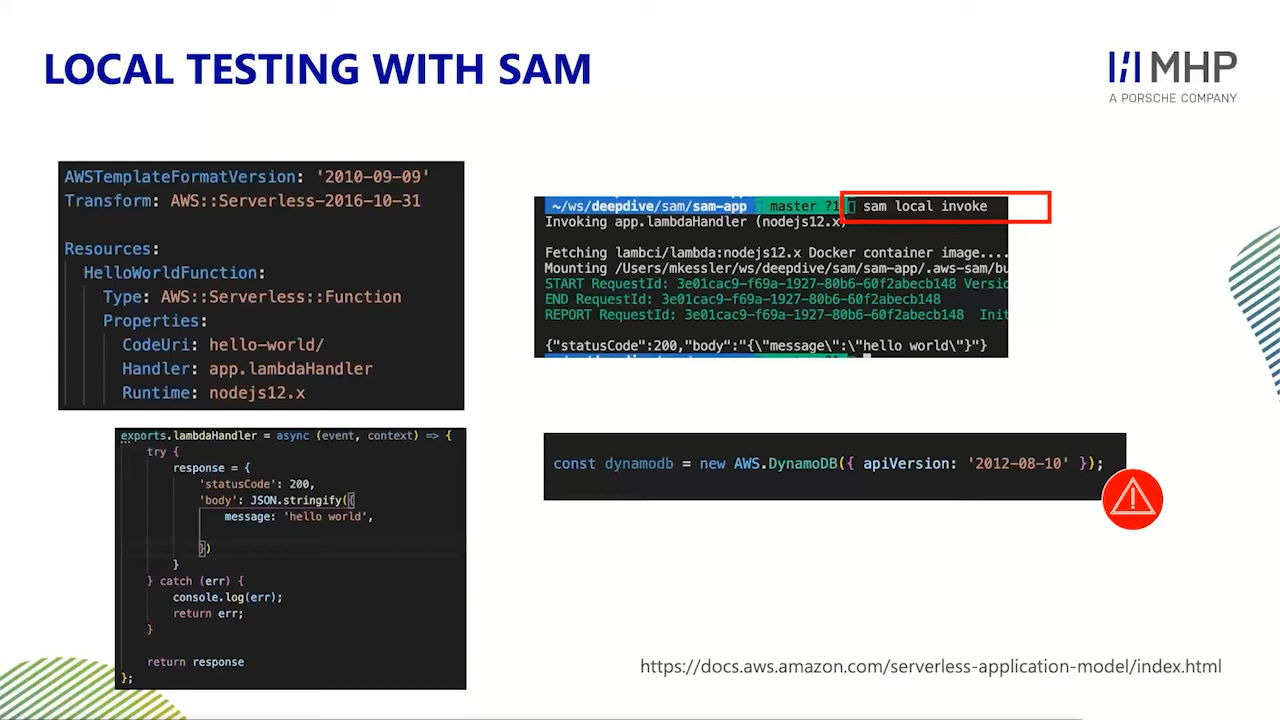 LOCAL TESTING WITH SAM
MHP
A PORSCHE COMPANY
AWSTemplateFormatVersion: '2010-09-09'
Transform: AWS::Serverless-2016-10-31
Resources:
HelloWorldFunction:
Type: AWS::Serverless::Function
Properties:
CodeUri: hello-world/
Handler: app.lambdaHandler
Runtime: nodejs12.x
exports.lambdaHandler = async (event, context) => {
try {
response = {
'statusCode': 200,
'body': JSON.stringify({
message: 'hello world',
})
}
} catch (err) {
console.log(err);
return err;
}
return response
};
~/ws/deepdive/sam/sam-app master ?1 sam local invoke
Invoking app.lambdaHandler (nodejs12.x)
Fetching lambci/lambda:nodejs12.x Docker container image....
Mounting /Users/mkessler/ws/deepdive/sam/sam-app/.aws-sam/bu
START RequestId: 3e01cac9-f69a-1927-80b6-60f2abecb148 Versio
END RequestId: 3e01cac9-f69a-1927-80b6-60f2abecb148
REPORT RequestId: 3e01cac9-f69a-1927-80b6-60f2abecb148 Init
{"statusCode":200,"body":"{\"message\":\"hello world\"}"}
const dynamodb = new AWS.DynamoDB({ apiVersion: '2012-08-10' });
https://docs.aws.amazon.com/serverless-application-model/index.html